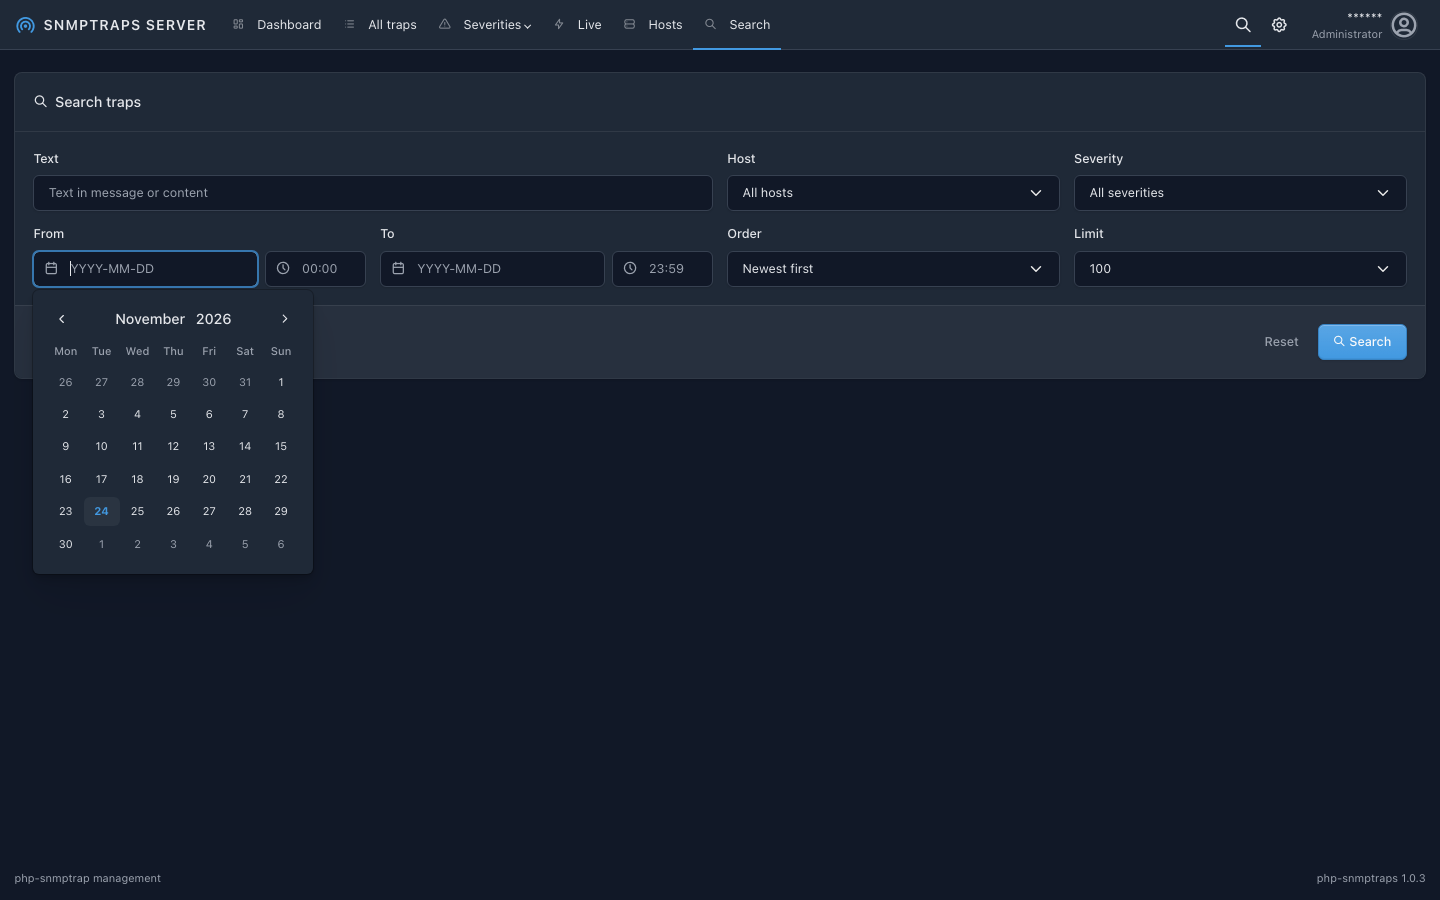 SNMPTRAPS SERVER Dashboard All traps Severities Live Hosts Search ******
Administrator
Search traps
Text Host Severity
Text in message or content All hosts All severities
From To Order Limit
YYYY-MM-DD 00:00 YYYY-MM-DD 23:59 Newest first 100
November 2026
Reset Search
Mon Tue Wed Thu Fri Sat Sun
26 27 28 29 30 31 1
2 3 4 5 6 7 8
9 10 11 12 13 14 15
16 17 18 19 20 21 22
23 24 25 26 27 28 29
30 1 2 3 4 5 6
php-snmptrap management php-snmptraps 1.0.3